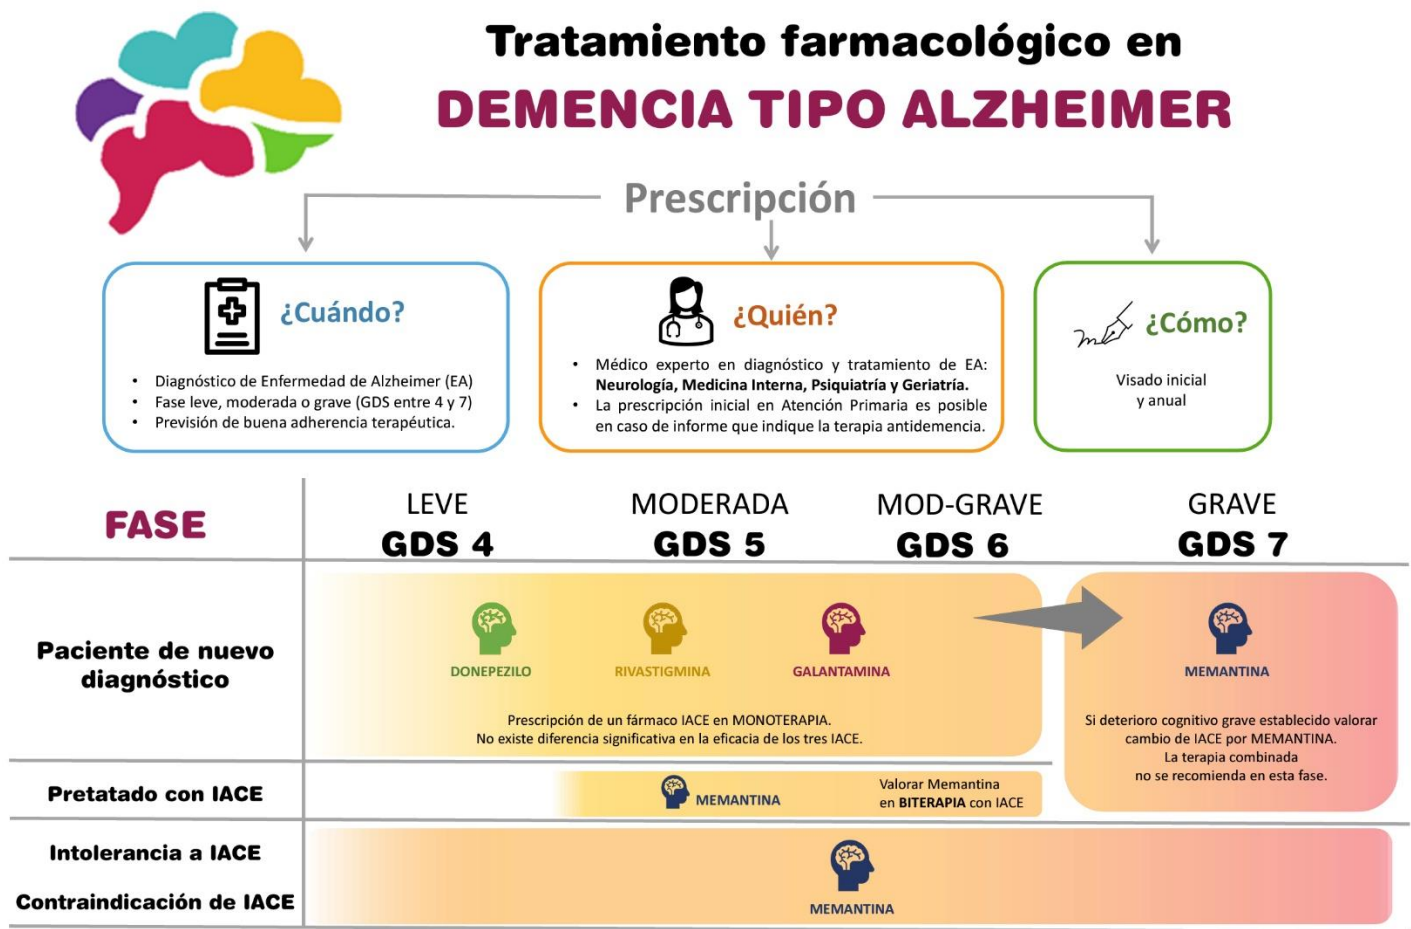 Tratamiento farmacológico en
DEMENCIA TIPO ALZHEIMER
Prescripción
¿Cuándo?
• Diagnóstico de Enfermedad de Alzheimer (EA)
• Fase leve, moderada o grave (GDS entre 4 y 7)
• Previsión de buena adherencia terapéutica.
¿Quién?
• Médico experto en diagnóstico y tratamiento de EA:
Neurología, Medicina Interna, Psiquiatría y Geriatría.
• La prescripción inicial en Atención Primaria es posible
en caso de informe que indique la terapia antidemencia.
¿Cómo?
Visado inicial
y anual
FASE
LEVE
GDS 4
MODERADA
GDS 5
MOD-GRAVE
GDS 6
GRAVE
GDS 7
Paciente de nuevo
diagnóstico
DONEPEZILO
RIVASTIGMINA
GALANTAMINA
Prescripción de un fármaco IACE en MONOTERAPIA.
No existe diferencia significativa en la eficacia de los tres IACE.
MEMANTINA
Si deterioro cognitivo grave establecido valorar
cambio de IACE por MEMANTINA.
La terapia combinada
no se recomienda en esta fase.
Pretatado con IACE
MEMANTINA
Valorar Memantina
en BITERAPIA con IACE
Intolerancia a IACE
Contraindicación de IACE
MEMANTINA